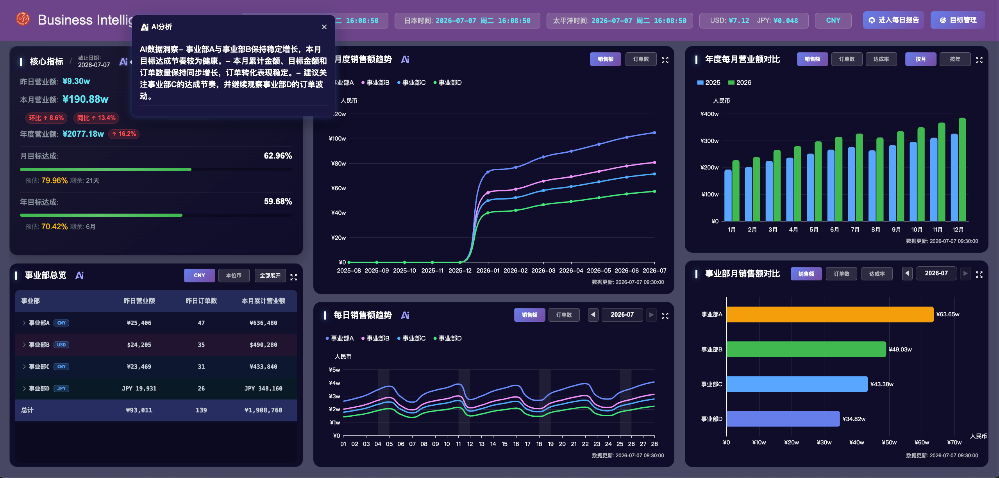 Business Intellig
二 16:08:50
日本时间: 2026-07-07 周二 16:08:50
太平洋时间: 2026-07-07 周二 16:08:50
USD: ¥7.12 JPY: ¥0.048
CNY
进入每日报告
目标管理
Ai AI分析
AI数据洞察– 事业部A与事业部B保持稳定增长，本月
目标达成节奏较为健康。– 本月累计金额、目标金额和
订单数量保持同步增长，订单转化表现稳定。– 建议关
注事业部C的达成节奏，并继续观察事业部D的订单波
动。
核心指标 / 截止日期:
2026-07-07
Ai
昨日营业额: ¥9.30w
本月营业额: ¥190.88w
环比 ↑ 8.6% 同比 ↑ 13.4%
年度营业额: ¥2077.18w ↑ 16.2%
月目标达成: 62.96%
预估: 79.96% 剩余: 21天
年目标达成: 59.68%
预估: 70.42% 剩余: 6月
事业部总览 Ai CNY 本位币 全部展开
事业部 昨日营业额 昨日订单数 本月累计营业额
事业部A CNY ¥25,406 47 ¥636,480
事业部B USD $24,205 35 $490,280
事业部C CNY ¥23,469 31 ¥433,840
事业部D JPY JPY 19,931 26 JPY 348,160
总计 ¥93,011 139 ¥1,908,760
月度销售额趋势 Ai 销售额 订单数
事业部A 事业部B 事业部C 事业部D
人民币
20w
¥100w
¥80w
¥60w
¥40w
¥20w
¥0
2025-08 2025-09 2025-10 2025-11 2025-12 2026-01 2026-02 2026-03 2026-04 2026-05 2026-06 2026-07
数据更新: 2026-07-07 09:30:00
每日销售额趋势 Ai 销售额 订单数 2026-07
事业部A 事业部B 事业部C 事业部D
人民币
¥5w
¥4w
¥3w
¥2w
¥1w
¥0
01 02 03 04 05 06 07 08 09 10 11 12 13 14 15 16 17 18 19 20 21 22 23 24 25 26 27 28
数据更新: 2026-07-07 09:30:00
年度每月营业额对比 销售额 订单数 达成率 按月 按年
2025 2026
人民币
¥400w
¥300w
¥200w
¥100w
¥0
1月 2月 3月 4月 5月 6月 7月 8月 9月 10月 11月 12月
数据更新: 2026-07-07 09:30:00
事业部月销售额对比 销售额 订单数 达成率 2026-07
事业部A ¥63.65w
事业部B ¥49.03w
事业部C ¥43.38w
事业部D ¥34.82w
人民币
¥0 ¥10w ¥20w ¥30w ¥40w ¥50w ¥60w ¥70w
数据更新: 2026-07-07 09:30:00